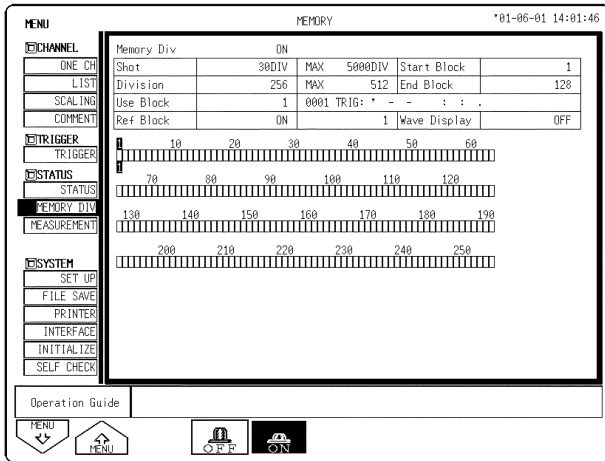 MENU MEMORY '01-06-01 14:01:46
CHANNEL
ONE CH
LIST
SCALING
COMMENT
TRIGGER
TRIGGER
STATUS
STATUS
MEMORY DIV
MEASUREMENT
SYSTEM
SET UP
FILE SAVE
PRINTER
INTERFACE
INITIALIZE
SELF CHECK
Memory Div ON
Shot 30DIV MAX 5000DIV Start Block 1
Division 256 MAX 512 End Block 128
Use Block 1 0001 TRIG: ' - - : : .
Ref Block ON 1 Wave Display OFF
1 10 20 30 40 50 60
1 70 80 90 100 110 120
130 140 150 160 170 180 190
200 210 220 230 240 250
Operation Guide
MENU MENU OFF ON